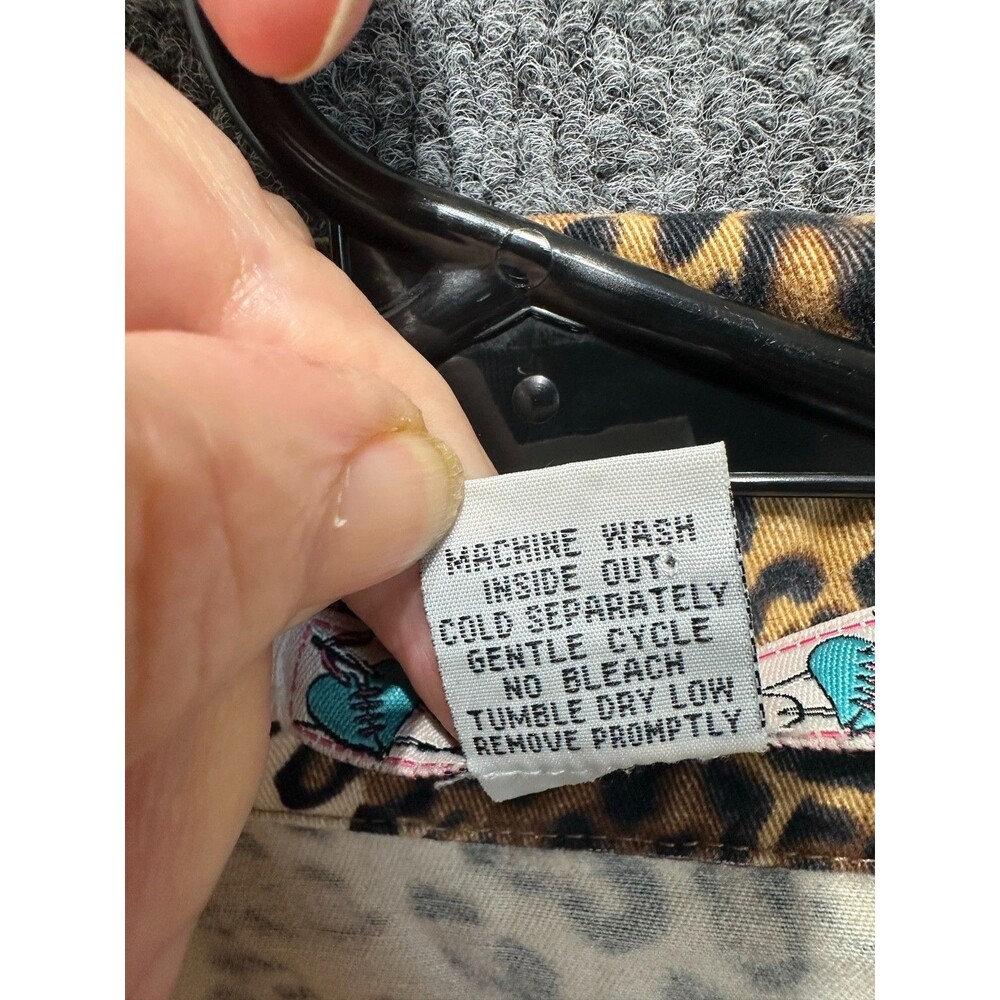 MACHINE WASH
INSIDE OUT
COLD SEPARATELY
GENTLE CYCLE
NO BLEACH
TUMBLE DRY LOW
REMOVE PROMPTLY